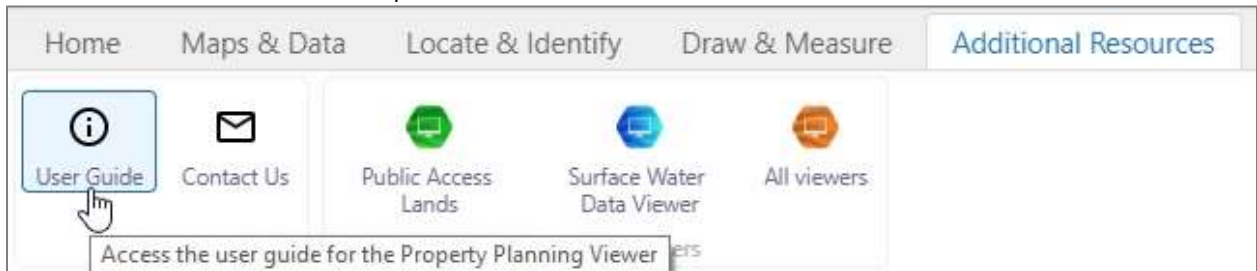 Home Maps & Data Locate & Identify Draw & Measure Additional Resources
User Guide Contact Us Public Access Lands Surface Water Data Viewer All viewers
Access the user guide for the Property Planning Viewer